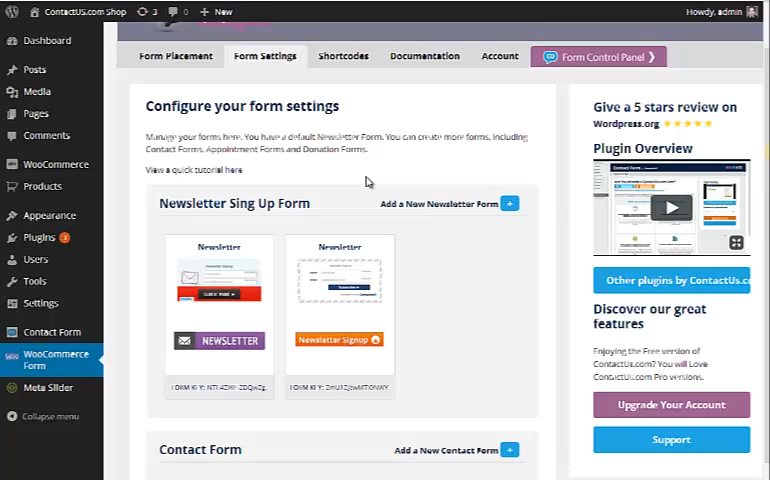 ContactUS.com Shop 3 0 + New Howdy, admin
Dashboard
Posts
Media
Pages
Comments
WooCommerce
Products
Appearance
Plugins 3
Users
Tools
Settings
Contact Form
WooCommerce
Form
Meta Slider
Collapse menu
Form Placement Form Settings Shortcodes Documentation Account Form Control Panel ❯
Configure your form settings
Manage your forms here. You have a default Newsletter Form. You can create more forms, including
Contact Forms, Appointment Forms and Donation Forms.
View a quick tutorial here
Newsletter Sing Up Form Add a New Newsletter Form +
Newsletter Newsletter
NEWSLETTER Newsletter Signup
FORM KEY: FORM KEY:
Contact Form Add a New Contact Form +
Give a 5 stars review on
Wordpress.org
Plugin Overview
Other plugins by ContactUs.co
Discover our great
features
Enjoying the Free version of
ContactUs.com? You will Love
ContactUs.com Pro versions.
Upgrade Your Account
Support